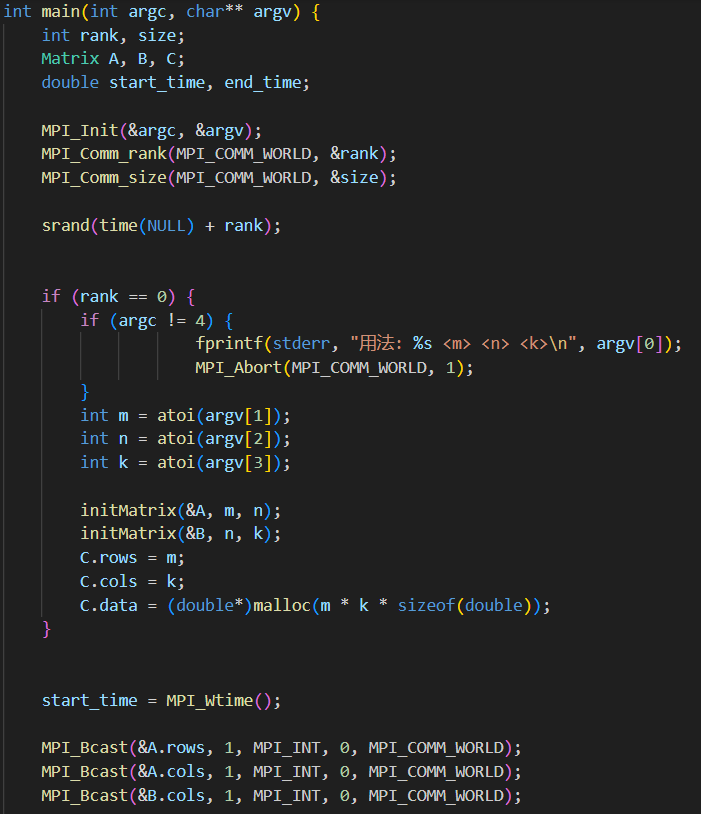 int main(int argc, char** argv) {
    int rank, size;
    Matrix A, B, C;
    double start_time, end_time;

    MPI_Init(&argc, &argv);
    MPI_Comm_rank(MPI_COMM_WORLD, &rank);
    MPI_Comm_size(MPI_COMM_WORLD, &size);

    srand(time(NULL) + rank);


    if (rank == 0) {
        if (argc != 4) {
                    fprintf(stderr, "用法: %s <m> <n> <k>\n", argv[0]);
                    MPI_Abort(MPI_COMM_WORLD, 1);
        }
        int m = atoi(argv[1]);
        int n = atoi(argv[2]);
        int k = atoi(argv[3]);

        initMatrix(&A, m, n);
        initMatrix(&B, n, k);
        C.rows = m;
        C.cols = k;
        C.data = (double*)malloc(m * k * sizeof(double));
    }


    start_time = MPI_Wtime();

    MPI_Bcast(&A.rows, 1, MPI_INT, 0, MPI_COMM_WORLD);
    MPI_Bcast(&A.cols, 1, MPI_INT, 0, MPI_COMM_WORLD);
    MPI_Bcast(&B.cols, 1, MPI_INT, 0, MPI_COMM_WORLD);